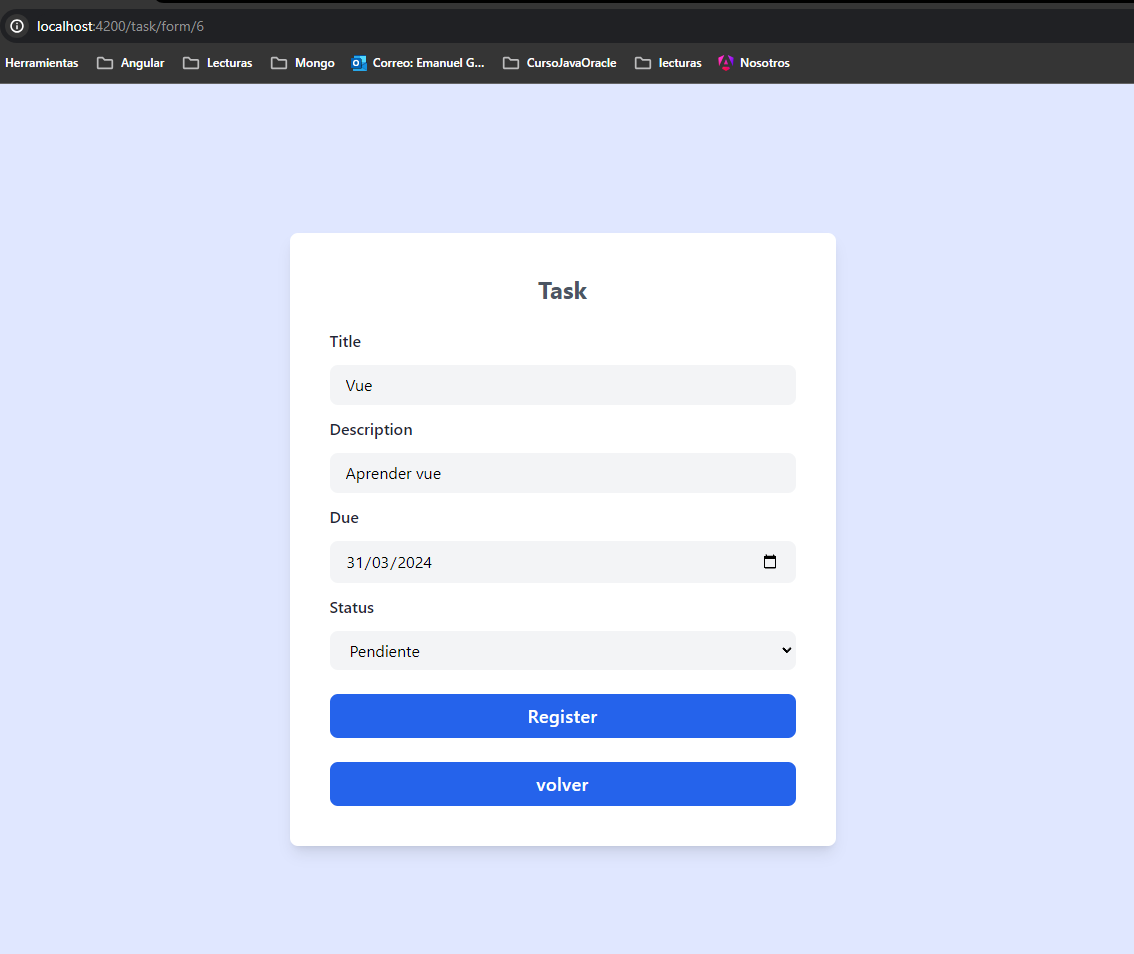 localhost:4200/task/form/6
Herramientas Angular Lecturas Mongo Correo: Emanuel G... CursoJavaOracle lecturas Nosotros
Task
Title
Vue
Description
Aprender vue
Due
31/03/2024
Status
Pendiente
Register
volver